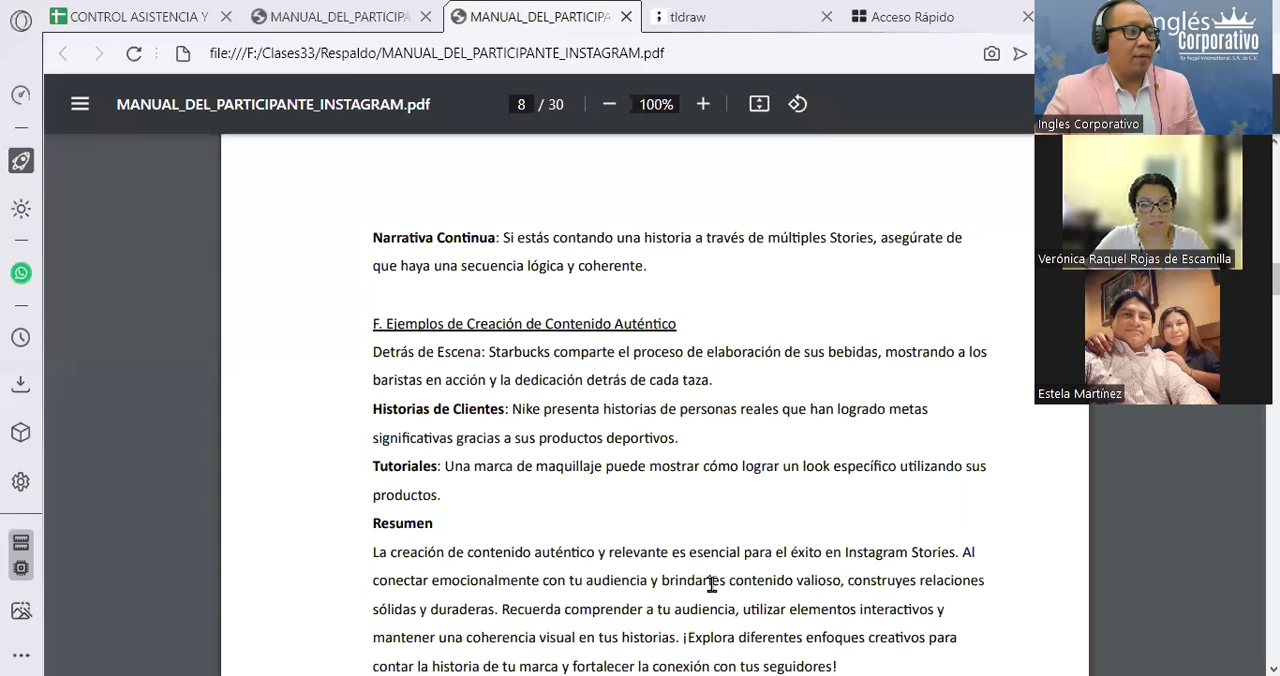 CONTROL ASISTENCIA Y
MANUAL_DEL_PARTICIPA
MANUAL_DEL_PARTICIPA
tldraw
Acceso Rápido
file:///F:/Clases33/Respaldo/MANUAL_DEL_PARTICIPANTE_INSTAGRAM.pdf
MANUAL_DEL_PARTICIPANTE_INSTAGRAM.pdf
8 / 30
100%
Narrativa Continua: Si estás contando una historia a través de múltiples Stories, asegúrate de
que haya una secuencia lógica y coherente.
F. Ejemplos de Creación de Contenido Auténtico
Detrás de Escena: Starbucks comparte el proceso de elaboración de sus bebidas, mostrando a los
baristas en acción y la dedicación detrás de cada taza.
Historias de Clientes: Nike presenta historias de personas reales que han logrado metas
significativas gracias a sus productos deportivos.
Tutoriales: Una marca de maquillaje puede mostrar cómo lograr un look específico utilizando sus
productos.
Resumen
La creación de contenido auténtico y relevante es esencial para el éxito en Instagram Stories. Al
conectar emocionalmente con tu audiencia y brindarles contenido valioso, construyes relaciones
sólidas y duraderas. Recuerda comprender a tu audiencia, utilizar elementos interactivos y
mantener una coherencia visual en tus historias. ¡Explora diferentes enfoques creativos para
contar la historia de tu marca y fortalecer la conexión con tus seguidores!
Inglés
Corporativo
By Regal International, S.A. de C.V.
Ingles Corporativo
Verónica Raquel Rojas de Escamilla
Estela Martínez